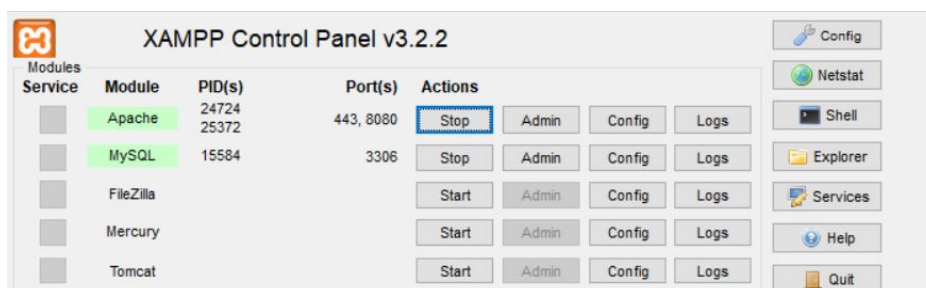 XAMPP Control Panel v3.2.2
Modules
Service Module PID(s) Port(s) Actions
Apache 24724 25372 443, 8080 Stop Admin Config Logs
MySQL 15584 3306 Stop Admin Config Logs
FileZilla Start Admin Config Logs
Mercury Start Admin Config Logs
Tomcat Start Admin Config Logs
Config
Netstat
Shell
Explorer
Services
Help
Quit